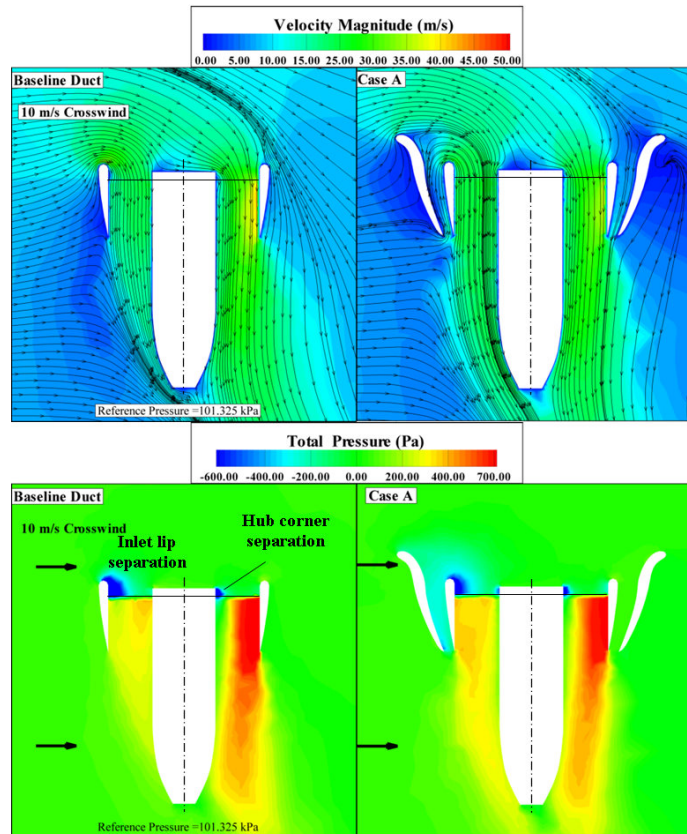 Velocity Magnitude (m/s)
0.00 5.00 10.00 15.00 20.00 25.00 30.00 35.00 40.00 45.00 50.00
Baseline Duct
Case A
10 m/s Crosswind
Reference Pressure =101.325 kPa
Total Pressure (Pa)
-600.00 -400.00 -200.00 0.00 200.00 400.00 700.00
Baseline Duct
Case A
10 m/s Crosswind
Hub corner
separation
Inlet lip
separation
Reference Pressure =101.325 kPa